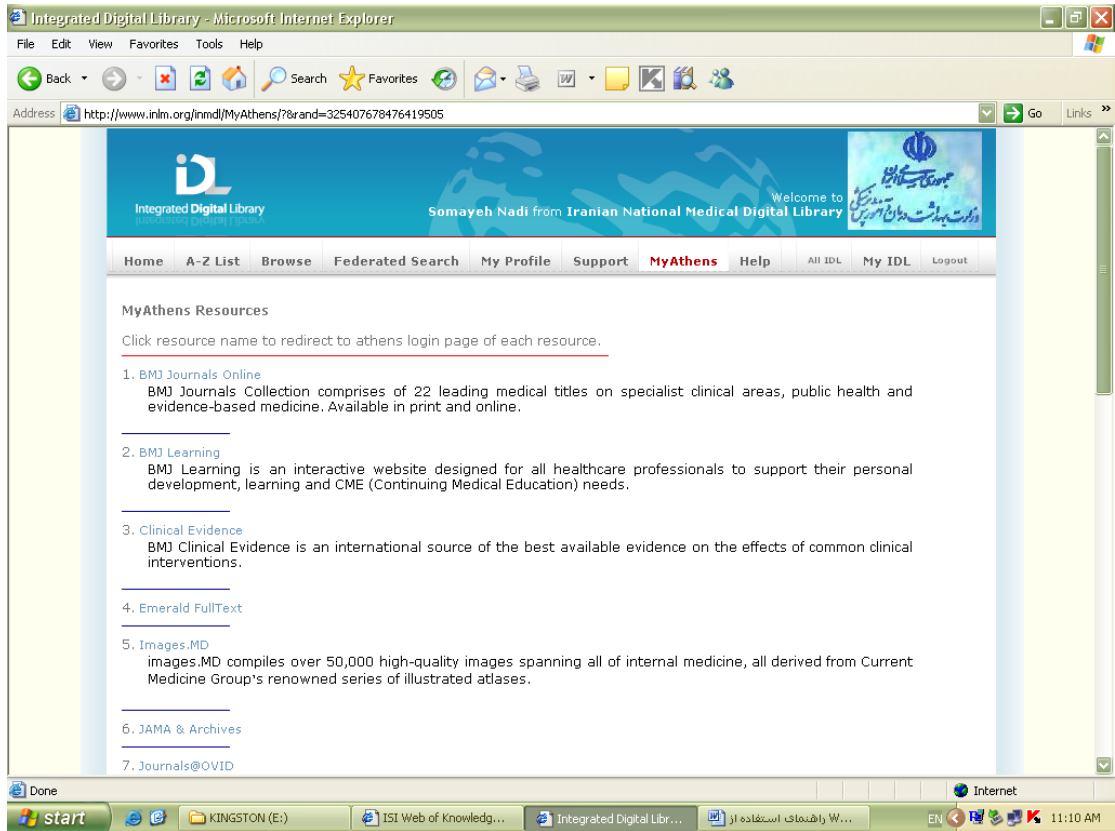 Integrated Digital Library - Microsoft Internet Explorer
File Edit View Favorites Tools Help
Back Search Favorites
Address http://www.inlm.org/inmdl/MyAthens/?&rand=325407678476419505 Go Links »
iDL
Integrated Digital Library
Welcome to
Somayeh Nadi from Iranian National Medical Digital Library
Home A-Z List Browse Federated Search My Profile Support MyAthens Help All IDL My IDL Logout
MyAthens Resources
Click resource name to redirect to athens login page of each resource.
1. BMJ Journals Online
BMJ Journals Collection comprises of 22 leading medical titles on specialist clinical areas, public health and
evidence-based medicine. Available in print and online.
2. BMJ Learning
BMJ Learning is an interactive website designed for all healthcare professionals to support their personal
development, learning and CME (Continuing Medical Education) needs.
3. Clinical Evidence
BMJ Clinical Evidence is an international source of the best available evidence on the effects of common clinical
interventions.
4. Emerald FullText
5. Images.MD
images.MD compiles over 50,000 high-quality images spanning all of internal medicine, all derived from Current
Medicine Group's renowned series of illustrated atlases.
6. JAMA & Archives
7. Journals@OVID
Done Internet
start KINGSTON (E:) ISI Web of Knowledg... Integrated Digital Libr... راهنمای استفاده از W... EN 11:10 AM